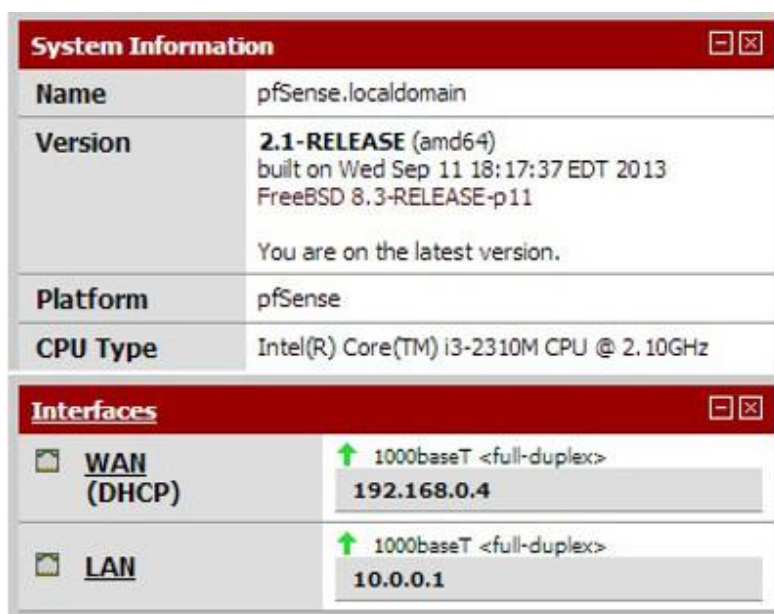 System Information
Name pfSense.localdomain
Version 2.1-RELEASE (amd64)
built on Wed Sep 11 18:17:37 EDT 2013
FreeBSD 8.3-RELEASE-p11
You are on the latest version.
Platform pfSense
CPU Type Intel(R) Core(TM) i3-2310M CPU @ 2.10GHz
Interfaces
WAN 1000baseT <full-duplex>
(DHCP) 192.168.0.4
LAN 1000baseT <full-duplex>
10.0.0.1